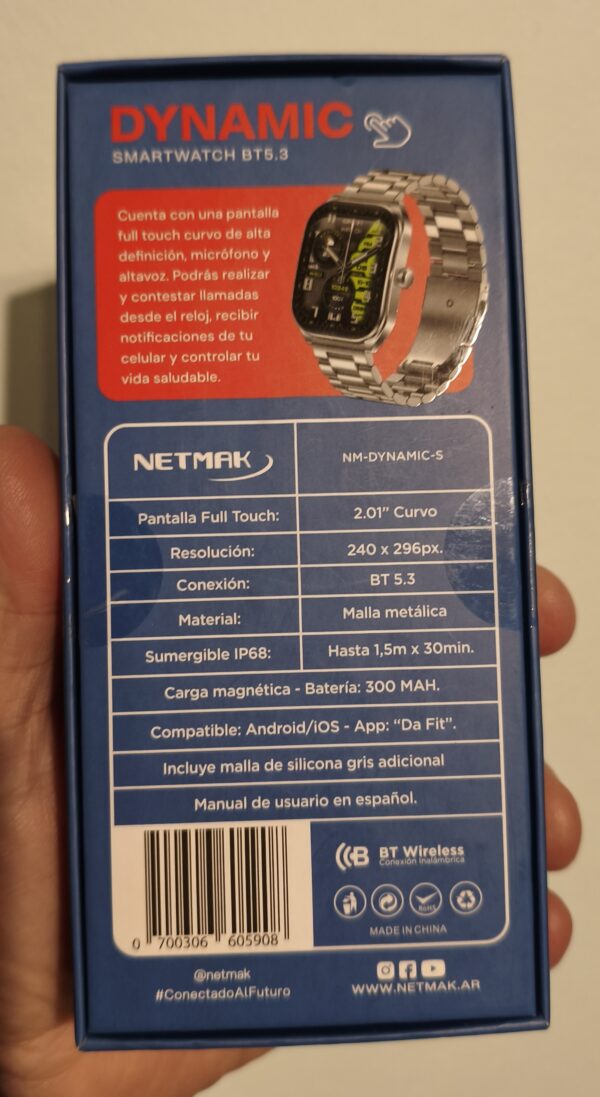 DYNAMIC
SMARTWATCH BT5.3
Cuenta con una pantalla
full touch curvo de alta
definición, micrófono y
altavoz. Podrás realizar
y contestar llamadas
desde el reloj, recibir
notificaciones de tu
celular y controlar tu
vida saludable.
NETMAK
NM-DYNAMIC-S
Pantalla Full Touch:
2.01" Curvo
Resolución:
240 x 296px.
Conexión:
BT 5.3
Material:
Malla metálica
Sumergible IP68:
Hasta 1,5m x 30min.
Carga magnética - Batería: 300 MAH.
Compatible: Android/iOS - App: "Da Fit".
Incluye malla de silicona gris adicional
Manual de usuario en español.
0 700306 605908
BT Wireless
Conexión Inalámbrica
RoHS
MADE IN CHINA
@netmak
#ConectadoAlFuturo
WWW.NETMAK.AR